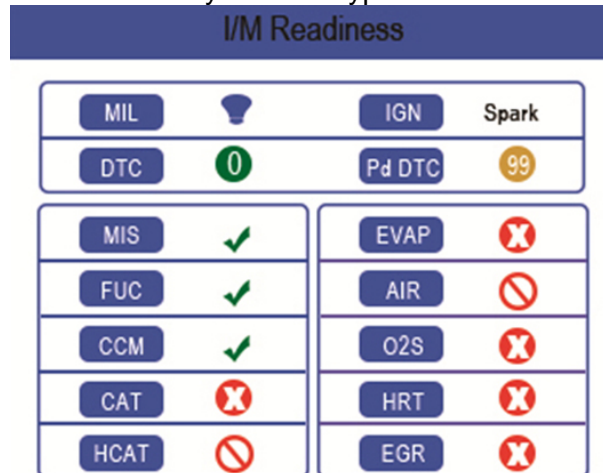 I/M Readiness
MIL IGN Spark
DTC 0 Pd DTC 99
MIS EVAP X
FUC AIR
CCM O2S X
CAT X HRT X
HCAT EGR X